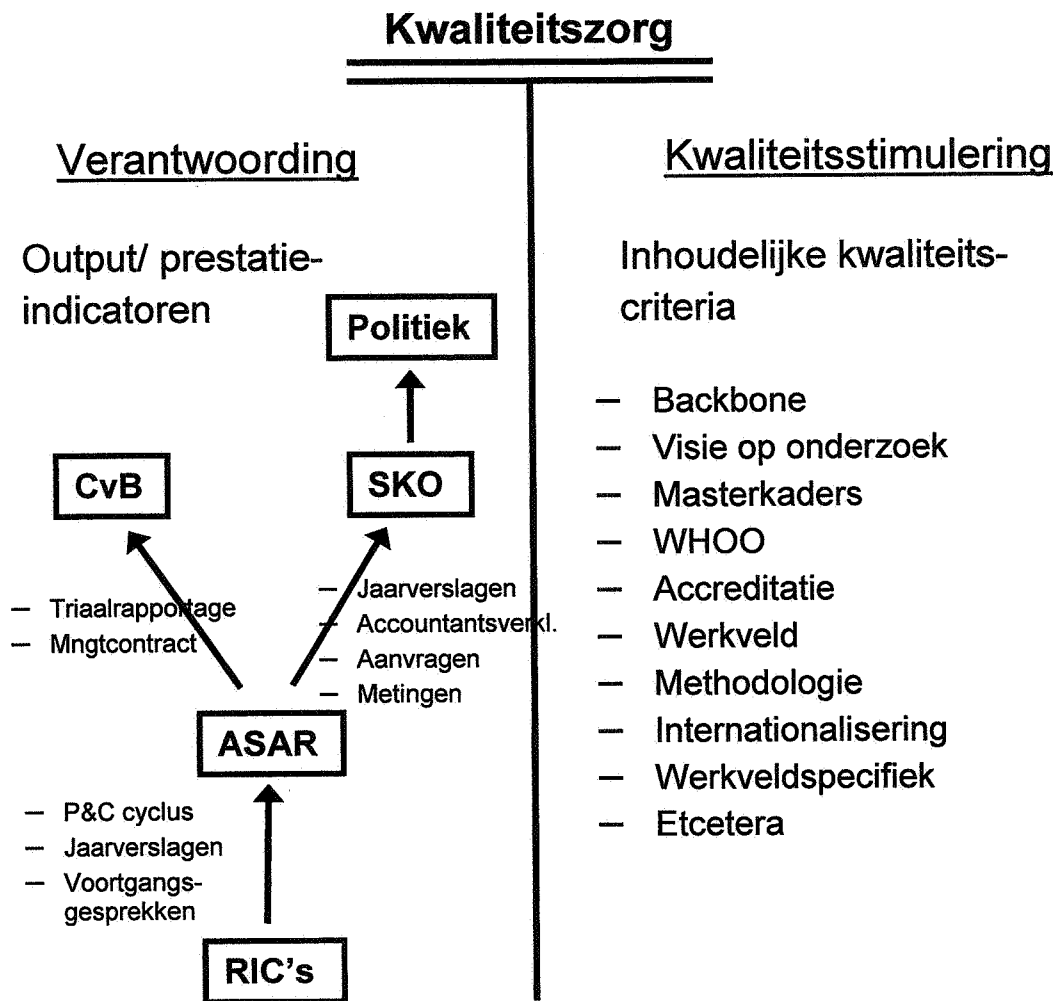 Kwaliteitszorg
Verantwoording
Output/ prestatie-
indicatoren
Politiek
CvB
SKO
– Triaalrapportage
– Mngtcontract
– Jaarverslagen
– Accountantsverkl.
– Aanvragen
– Metingen
ASAR
– P&C cyclus
– Jaarverslagen
– Voortgangs-
gesprekken
RIC's
Kwaliteitsstimulering
Inhoudelijke kwaliteits-
criteria
– Backbone
– Visie op onderzoek
– Masterkaders
– WHOO
– Accreditatie
– Werkveld
– Methodologie
– Internationalisering
– Werkveldspecifiek
– Etcetera